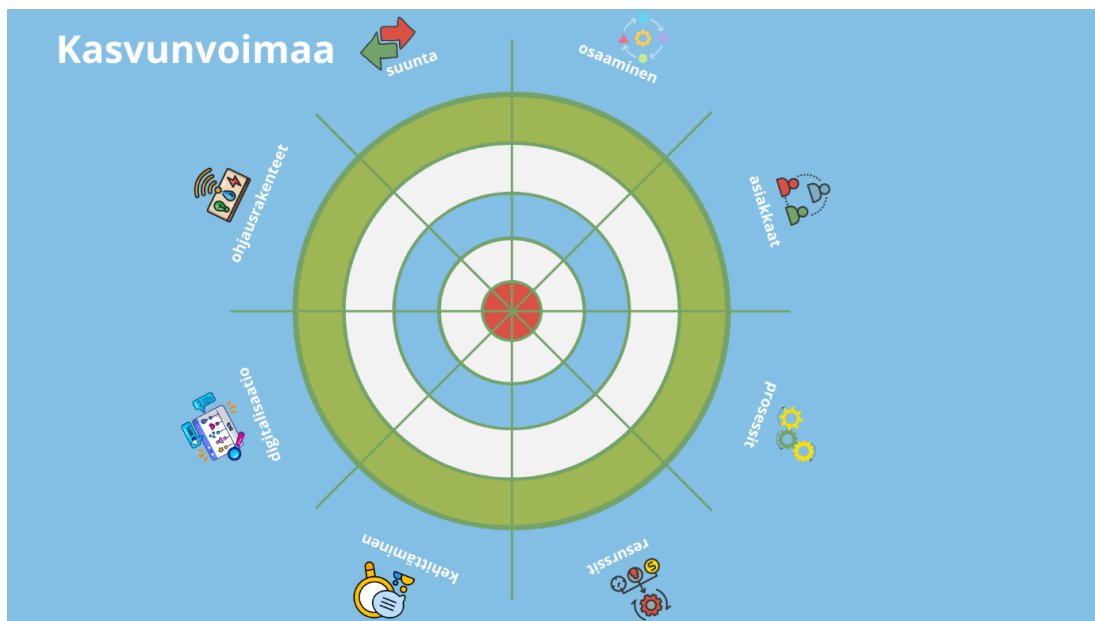 Kasvunvoimaa
suunta
osaaminen
asiakkaat
prosessit
resurssit
kehittäminen
digitalisaatio
ohjausrakenteet